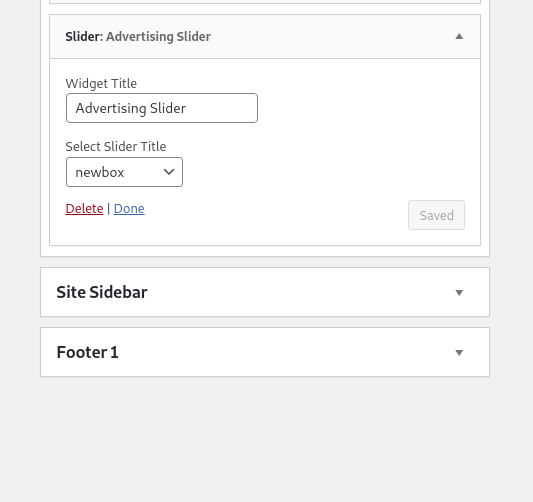 Slider: Advertising Slider
Widget Title
Advertising Slider
Select Slider Title
newbox
Delete | Done
Saved
Site Sidebar
Footer 1